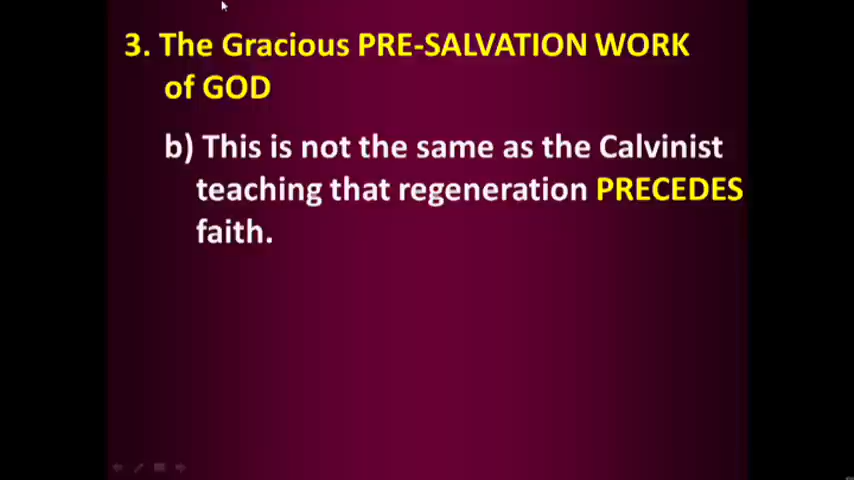 3. The Gracious PRE-SALVATION WORK
of GOD
b) This is not the same as the Calvinist
teaching that regeneration PRECEDES
faith.